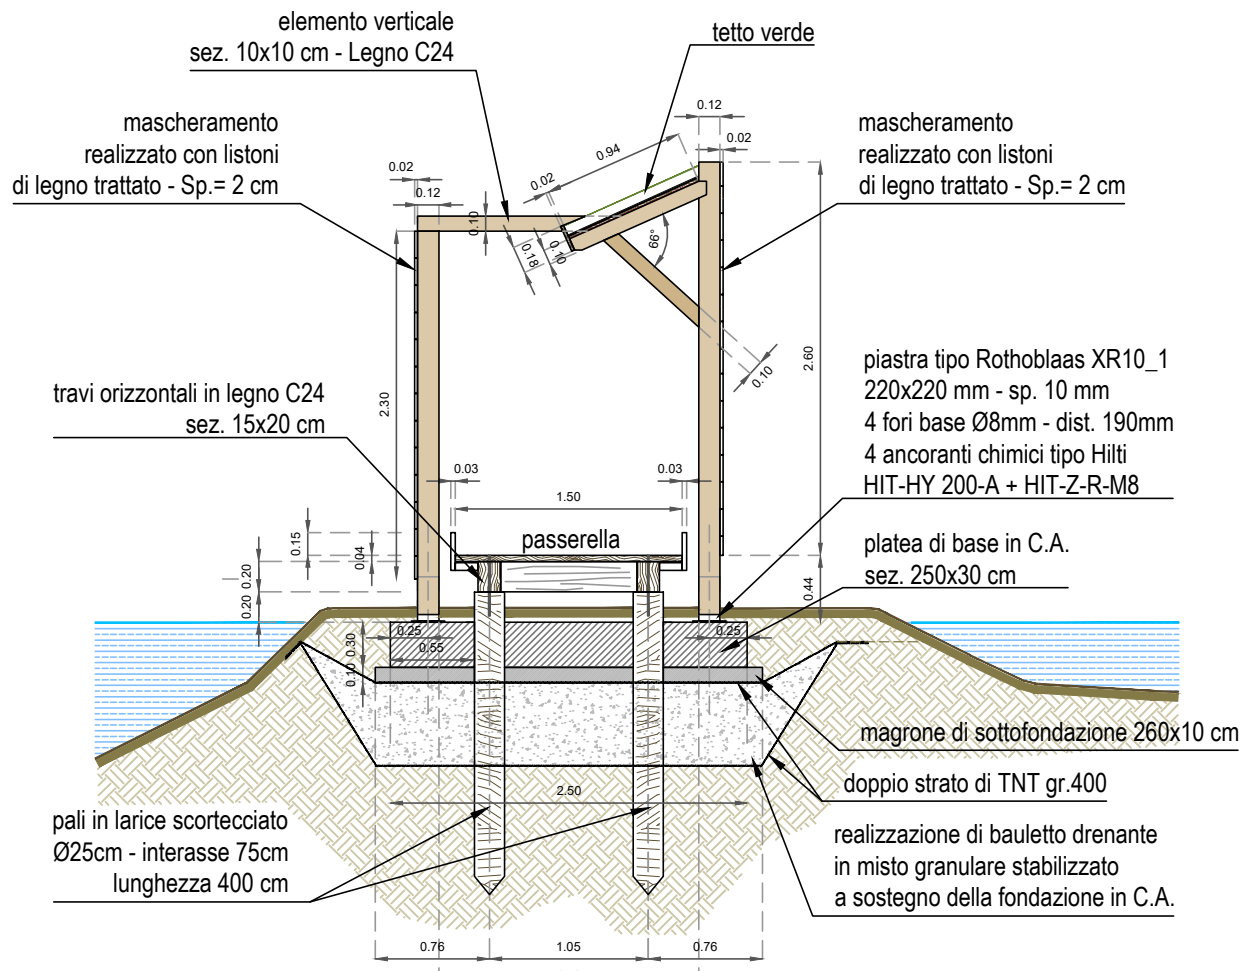 elemento verticale
sez. 10x10 cm - Legno C24
tetto verde
mascheramento
realizzato con listoni
di legno trattato - Sp.= 2 cm
mascheramento
realizzato con listoni
di legno trattato - Sp.= 2 cm
0.12
0.02
0.94
0.02
0.02
0.12
0.10
0.18
0.10
66°
0.10
2.60
2.30
travi orizzontali in legno C24
sez. 15x20 cm
piastra tipo Rothoblaas XR10_1
220x220 mm - sp. 10 mm
4 fori base Ø8mm - dist. 190mm
4 ancoranti chimici tipo Hilti
HIT-HY 200-A + HIT-Z-R-M8
0.03
0.03
1.50
passerella
0.15
0.04
0.20
0.20
0.44
platea di base in C.A.
sez. 250x30 cm
0.25
0.30
0.55
0.10
0.25
magrone di sottofondazione 260x10 cm
doppio strato di TNT gr.400
2.50
pali in larice scortecciato
Ø25cm - interasse 75cm
lunghezza 400 cm
realizzazione di bauletto drenante
in misto granulare stabilizzato
a sostegno della fondazione in C.A.
0.76
1.05
0.76